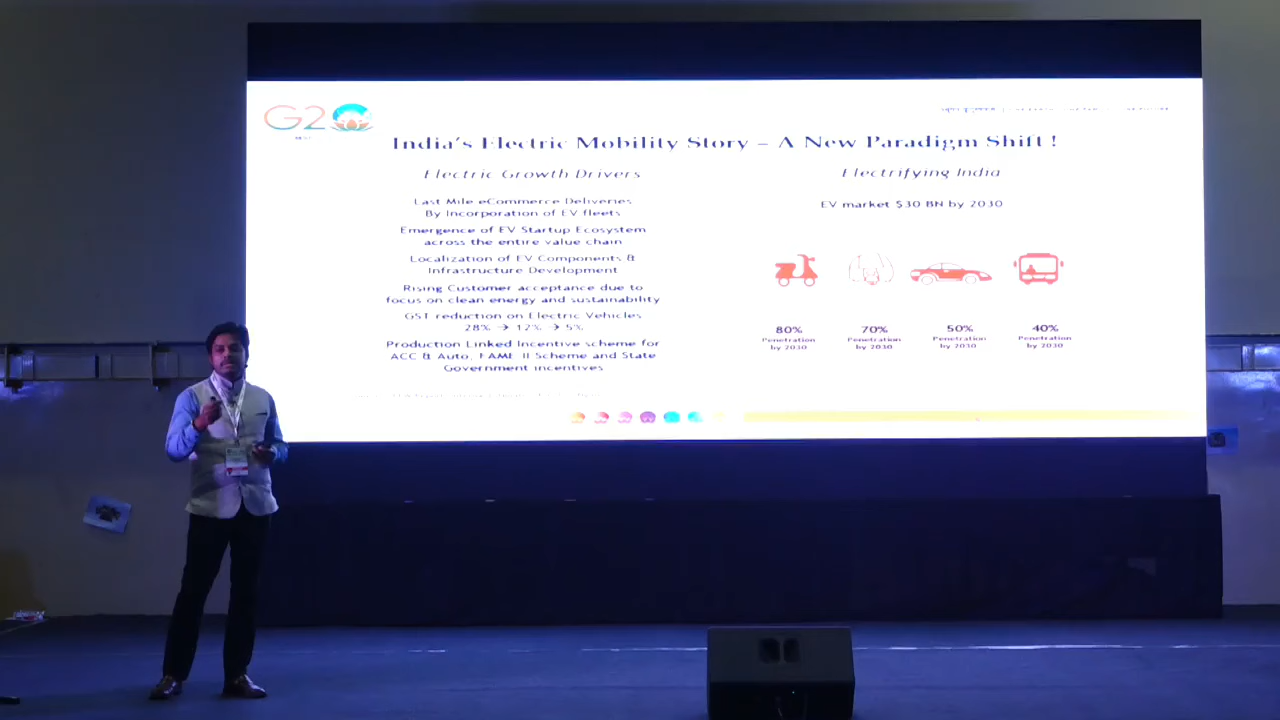 G20
India's Electric Mobility Story – A New Paradigm Shift !
Electric Growth Drivers
Last Mile eCommerce Deliveries
By Incorporation of EV fleets
Emergence of EV Startup Ecosystem
across the entire value chain
Localization of EV Components &
Infrastructure Development
Rising Customer acceptance due to
focus on clean energy and sustainability
GST reduction on Electric Vehicles
28% → 12% → 5%
Production Linked Incentive scheme for
ACC & Auto, FAME II Scheme and State
Government incentives
Electrifying India
EV market $30 BN by 2030
80%
Penetration
by 2030
70%
Penetration
by 2030
50%
Penetration
by 2030
40%
Penetration
by 2030